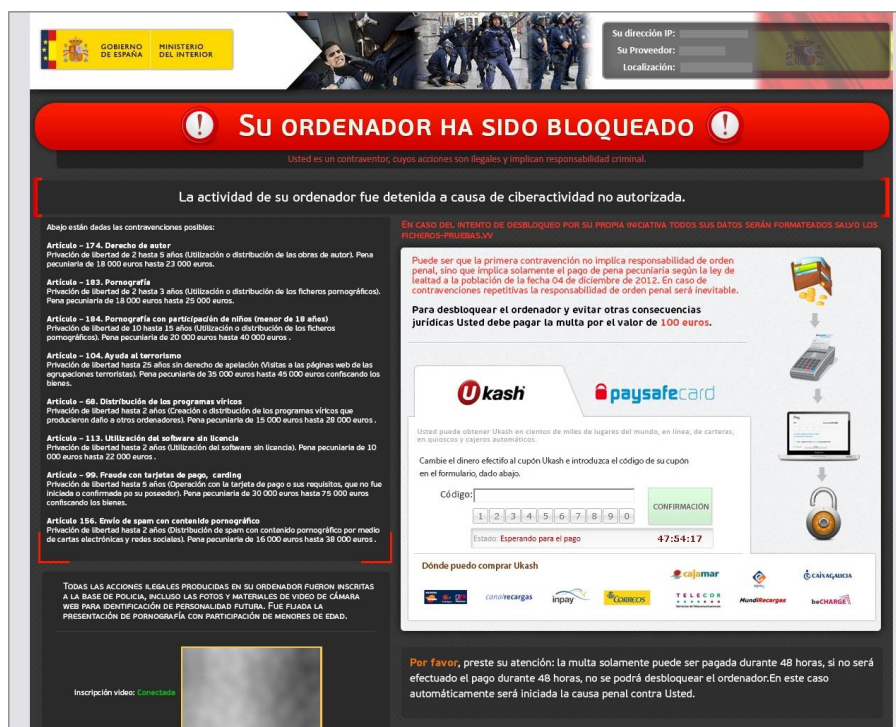 GOBIERNO DE ESPAÑA
MINISTERIO DEL INTERIOR
Su dirección IP:
Su Proveedor:
Localización:
SU ORDENADOR HA SIDO BLOQUEADO
Usted es un contraventor, cuyos acciones son ilegales y implican responsabilidad criminal.
La actividad de su ordenador fue detenida a causa de ciberactividad no autorizada.
Abajo están dadas las contravenciones posibles:
Artículo – 174. Derecho de autor
Privación de libertad de 2 hasta 5 años (Utilización o distribución de las obras de autor). Pena
pecuniaria de 18 000 euros hasta 23 000 euros.
Artículo – 183. Pornografía
Privación de libertad de 2 hasta 3 años (Utilización o distribución de los ficheros pornográficos).
Pena pecuniaria de 18 000 euros hasta 25 000 euros.
Artículo – 184. Pornografía con participación de niños (menor de 18 años)
Privación de libertad de 10 hasta 15 años (Utilización o distribución de los ficheros
pornográficos). Pena pecuniaria de 20 000 euros hasta 40 000 euros .
Artículo – 104. Ayuda al terrorismo
Privación de libertad hasta 25 años sin derecho de apelación (Visitas a las páginas web de las
agrupaciones terroristas). Pena pecuniaria de 35 000 euros hasta 45 000 euros confiscando los
bienes.
Artículo – 68. Distribución de los programas víricos
Privación de libertad hasta 2 años (Creación o distribución de los programas víricos que
producieron daño a otros ordenadores). Pena pecuniaria de 15 000 euros hasta 28 000 euros .
Artículo – 113. Utilización del software sin licencia
Privación de libertad hasta 2 años (Utilización del software sin licencia). Pena pecuniaria de 10
000 euros hasta 22 000 euros .
Artículo – 99. Fraude con tarjetas de pago, carding
Privación de libertad hasta 5 años (Operación con la tarjeta de pago o sus requisitos, que no fue
iniciada o confirmada po su poseedor). Pena pecuniaria de 30 000 euros hasta 75 000 euros
confiscando los bienes.
Artículo 156. Envío de spam con contenido pornográfico
Privación de libertad hasta 2 años (Distribución de spam con contenido pornográfico por medio
de cartas electrónicas y redes sociales). Pena pecuniaria de 16 000 euros hasta 38 000 euros .
TODAS LAS ACCIONES ILEGALES PRODUCIDAS EN SU ORDENADOR FUERON INSCRITAS
A LA BASE DE POLICIA, INCLUSO LAS FOTOS Y MATERIALES DE VIDEO DE CÁMARA
WEB PARA IDENTIFICACIÓN DE PERSONALIDAD FUTURA. FUE FIJADA LA
PRESENTACIÓN DE PORNOGRAFÍA CON PARTICIPACIÓN DE MENORES DE EDAD.
Inscripción video: Conectada
EN CASO DEL INTENTO DE DESBLOQUEO POR SU PROPIA INICIATIVA TODOS SUS DATOS SERÁN FORMATEADOS SALVO LOS
FICHEROS-PRUEBAS.VV
Puede ser que la primera contravención no implica responsabilidad de orden
penal, sino que implica solamente el pago de pena pecuniaria según la ley de
lealtad a la población de la fecha 04 de diciembre de 2012. En caso de
contravenciones repetitivas la responsabilidad de orden penal será inevitable.
Para desbloquear el ordenador y evitar otras consecuencias
jurídicas Usted debe pagar la multa por el valor de 100 euros.
Ukash
paysafecard
Usted puede obtener Ukash en cientos de miles de lugares del mundo, en línea, de carteras,
en quioscos y cajeros automáticos.
Cambie el dinero efectifo al cupón Ukash e introduzca el código de su cupón
en el formulario, dado abajo.
Código:
CONFIRMACIÓN
1 2 3 4 5 6 7 8 9 0
Estado: Esperando para el pago 47:54:17
Dónde puedo comprar Ukash
cajamar
CAIXAGALICIA
canalrecargas
inpay
CORREOS
TELECOR
MundiRecargas
beCHARGE
Por favor, preste su atención: la multa solamente puede ser pagada durante 48 horas, si no será
efectuado el pago durante 48 horas, no se podrá desbloquear el ordenador.En este caso
automáticamente será iniciada la causa penal contra Usted.